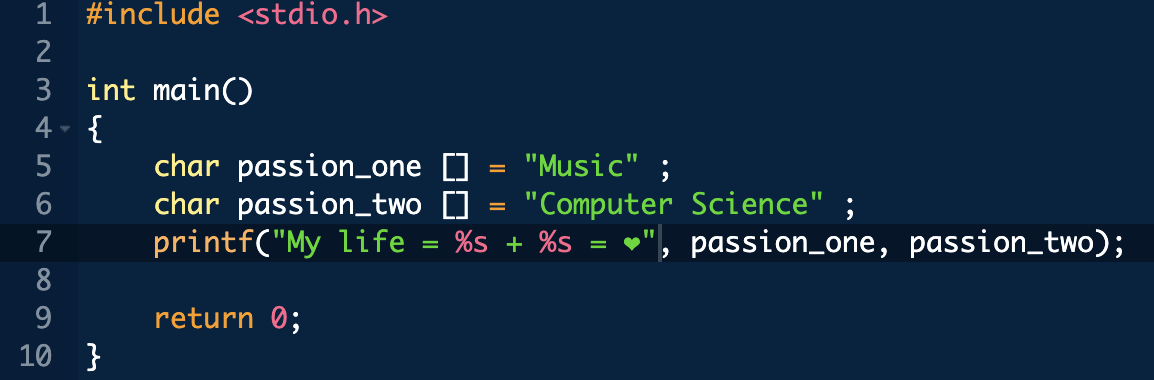 1 #include <stdio.h>
2
3 int main()
4 {
5     char passion_one [] = "Music" ;
6     char passion_two [] = "Computer Science" ;
7     printf("My life = %s + %s = ❤", passion_one, passion_two);
8
9     return 0;
10 }